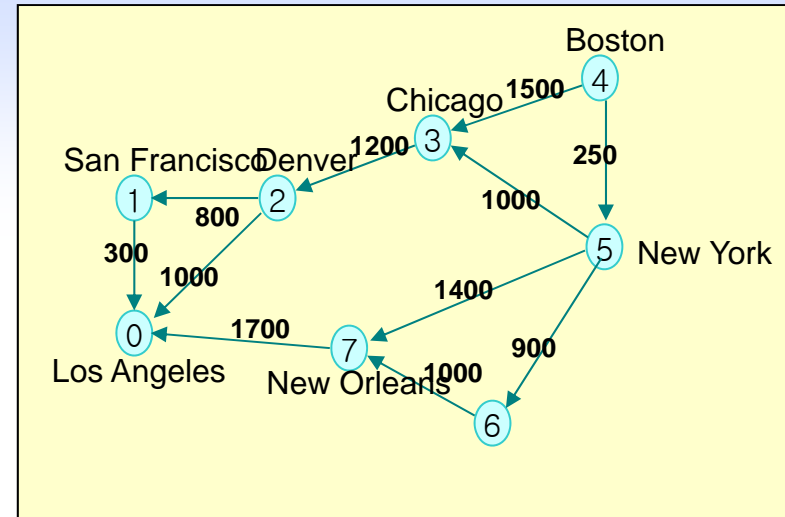 Boston
4
1500
Chicago
3
1200
250
San Francisco
Denver
1
2
800
1000
5
New York
300
1000
1400
0
1700
7
900
Los Angeles
New Orleans
1000
6